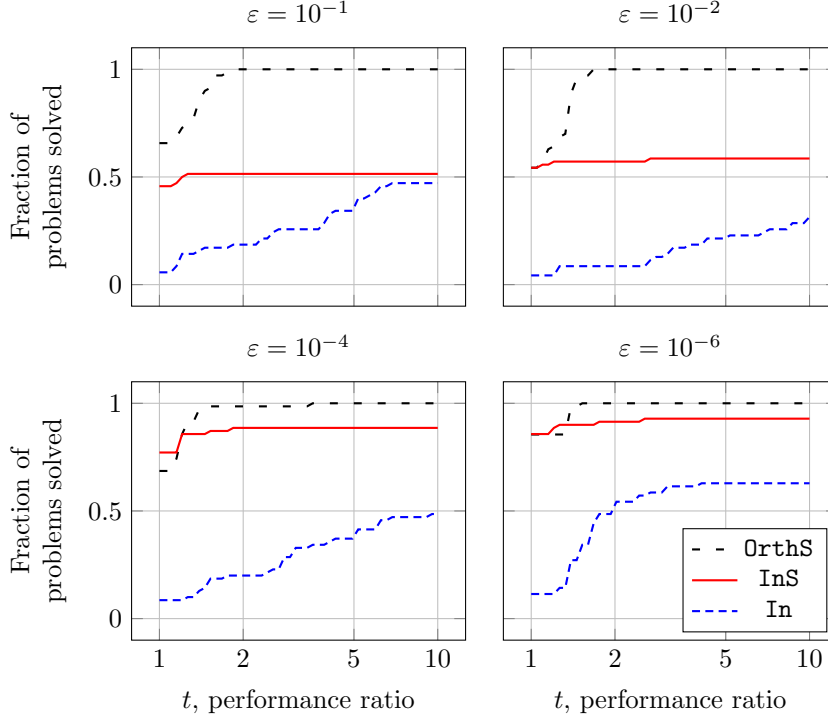 ε = 10⁻¹
ε = 10⁻²
Fraction of
problems solved
1
0.5
0
ε = 10⁻⁴
ε = 10⁻⁶
Fraction of
problems solved
1
0.5
0
OrthS
InS
In
1 2 5 10
1 2 5 10
t, performance ratio
t, performance ratio